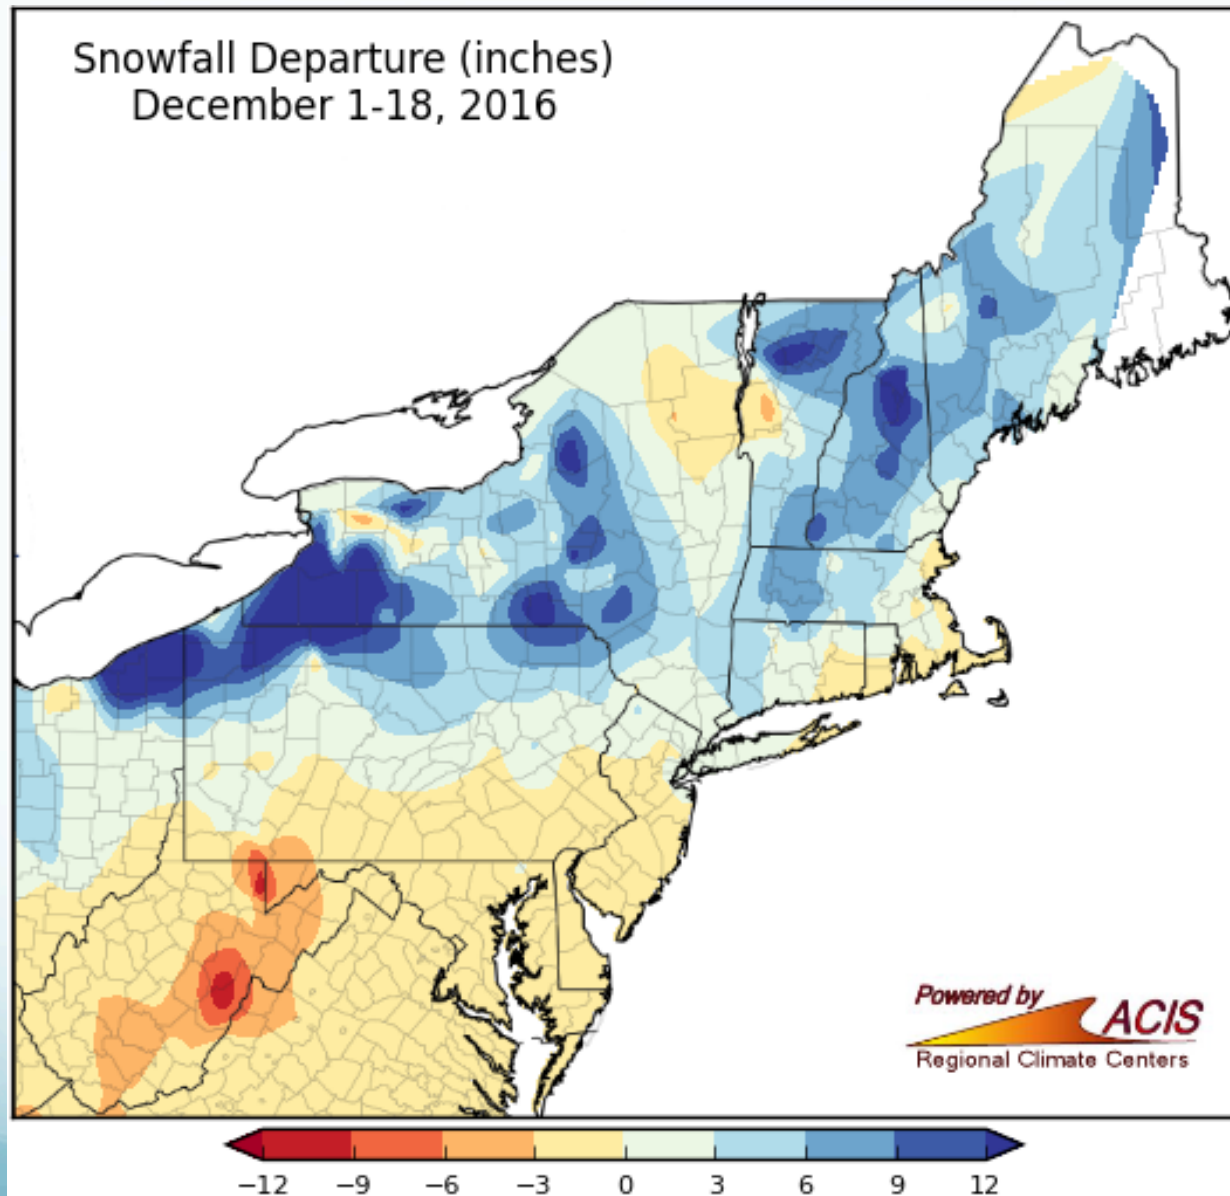 Snowfall Departure (inches)
December 1-18, 2016
Powered by
ACIS
Regional Climate Centers
−12 −9 −6 −3 0 3 6 9 12